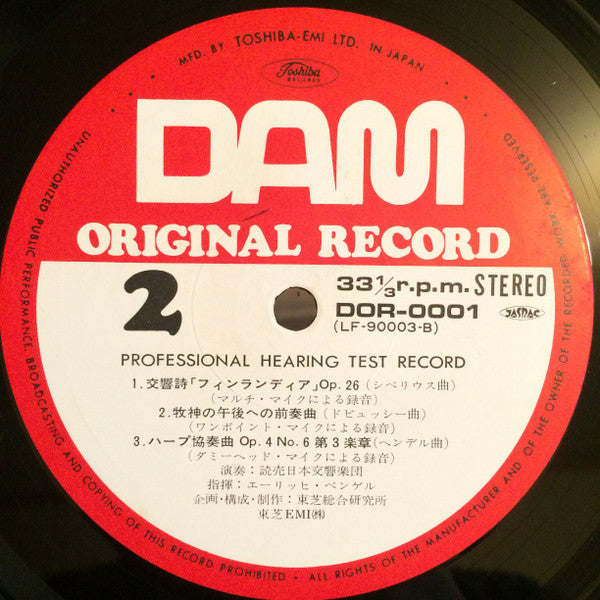 MFD. BY TOSHIBA-EMI LTD. IN JAPAN
Toshiba
RECORDS
DAM
ORIGINAL RECORD
2
33⅓r.p.m. STEREO
DOR-0001
(LF-90003-B)
JASRAC
PROFESSIONAL HEARING TEST RECORD
1.交響詩「フィンランディア」Op.26 (シベリウス曲)
(マルチ・マイクによる録音)
2.牧神の午後への前奏曲 (ドビュッシー曲)
(ワンポイント・マイクによる録音)
3.ハープ協奏曲 Op.4 No.6 第3楽章(ヘンデル曲)
(ダミーヘッド・マイクによる録音)
演奏:読売日本交響楽団
指揮:エーリッヒ・ベンゲル
企画・構成・制作:東芝総合研究所
東芝EMI㈱
UNAUTHORIZED PUBLIC PERFORMANCE, BROADCASTING AND COPYING OF THIS RECORD PROHIBITED - ALL RIGHTS OF THE MANUFACTURER AND OF THE OWNER OF THE RECORDED WORK ARE RESERVED